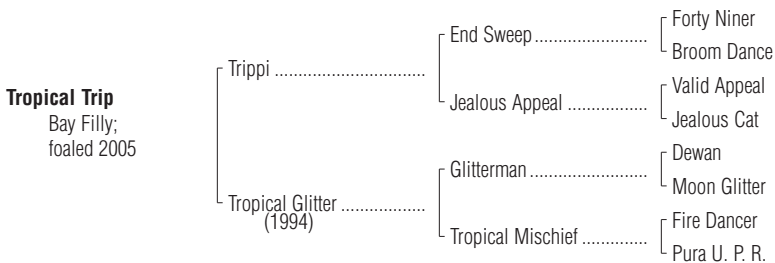 Forty Niner
End Sweep
Broom Dance
Trippi
Valid Appeal
Jealous Appeal
Jealous Cat
Tropical Trip
Bay Filly;
foaled 2005
Dewan
Glitterman
Moon Glitter
Tropical Glitter
(1994)
Fire Dancer
Tropical Mischief
Pura U. P. R.